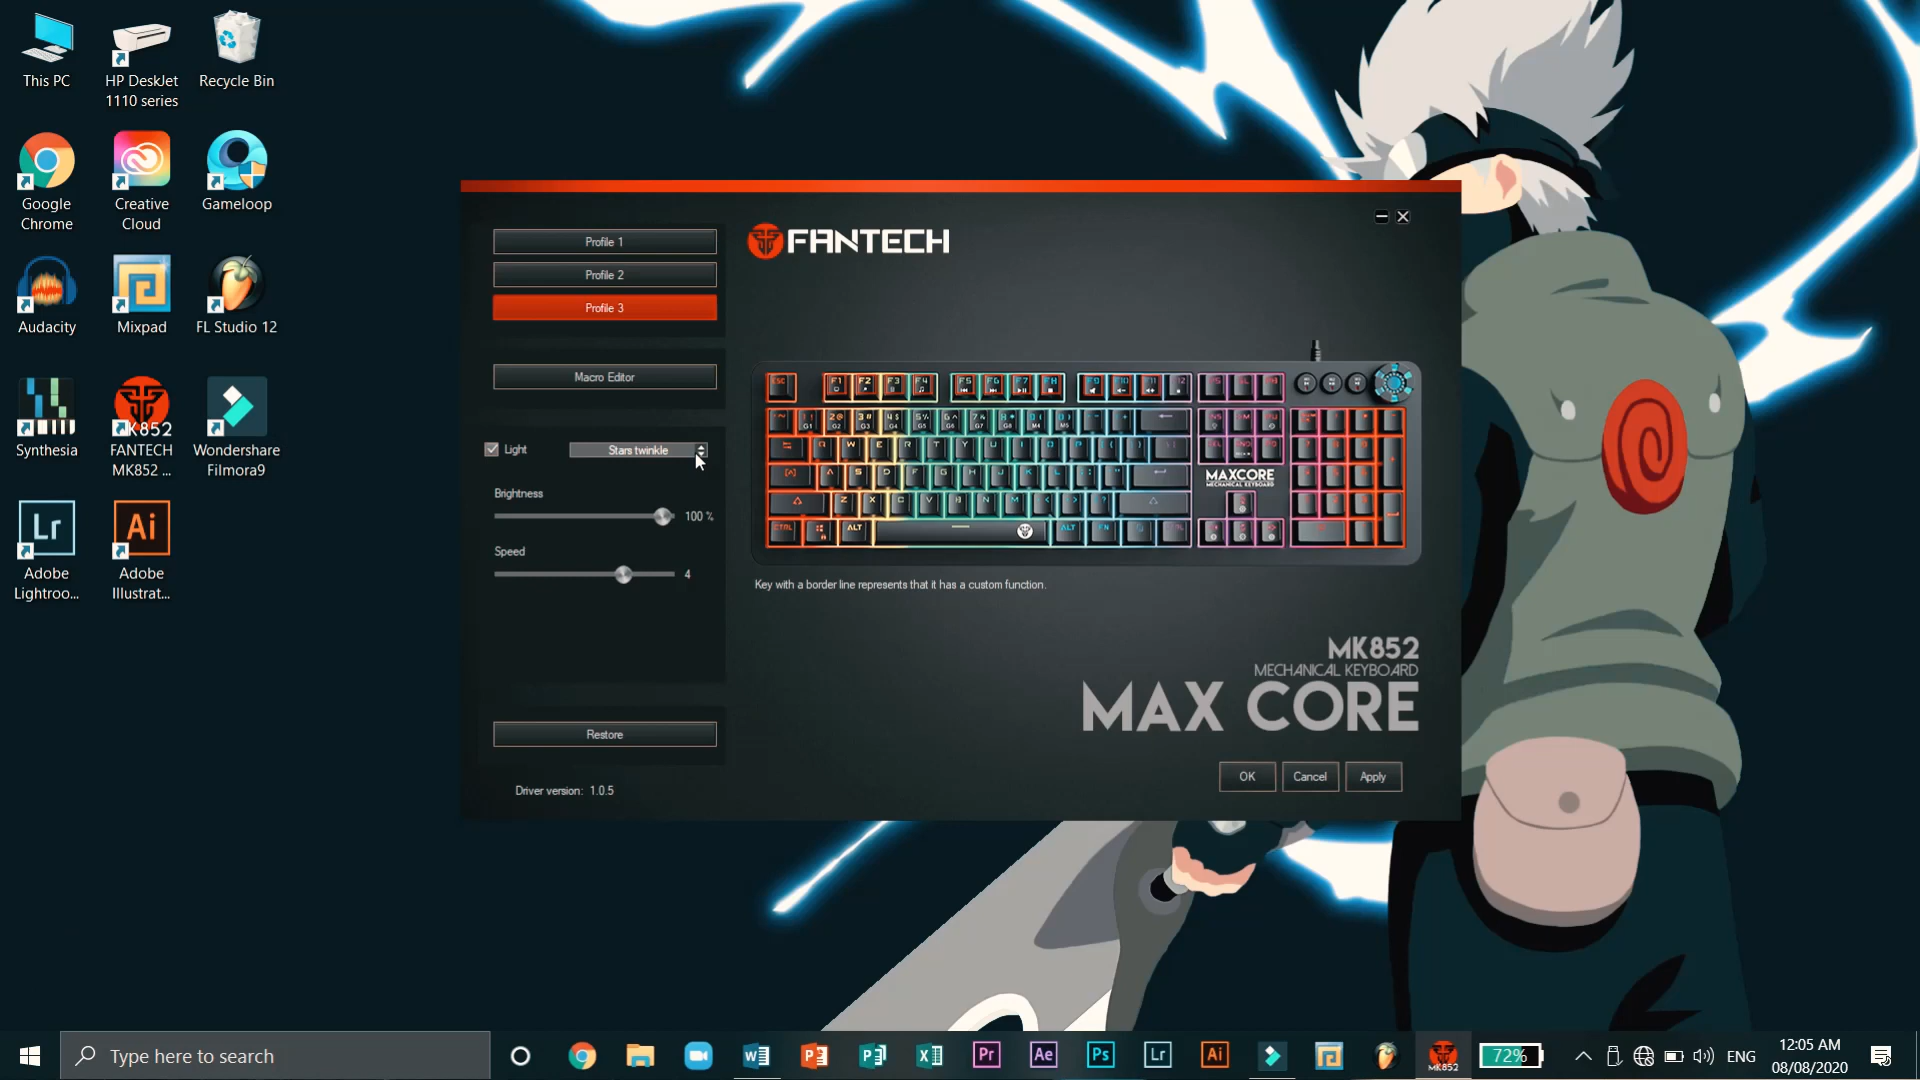 This PC
HP DeskJet
1110 series
Recycle Bin
Google
Chrome
Creative
Cloud
Gameloop
Audacity
Mixpad
FL Studio 12
Synthesia
FANTECH
MK852 ...
Wondershare
Filmora9
Adobe
Lightroo...
Adobe
Illustrat...
Profile 1
Profile 2
Profile 3
Macro Editor
Light
Stars twinkle
Brightness
100 %
Speed
4
Restore
Driver version: 1.0.5
FANTECH
MAXCORE
MECHANICAL KEYBOARD
Key with a border line represents that it has a custom function.
MK852
MECHANICAL KEYBOARD
MAX CORE
OK
Cancel
Apply
Type here to search
MK852
72%
ENG
12:05 AM
08/08/2020